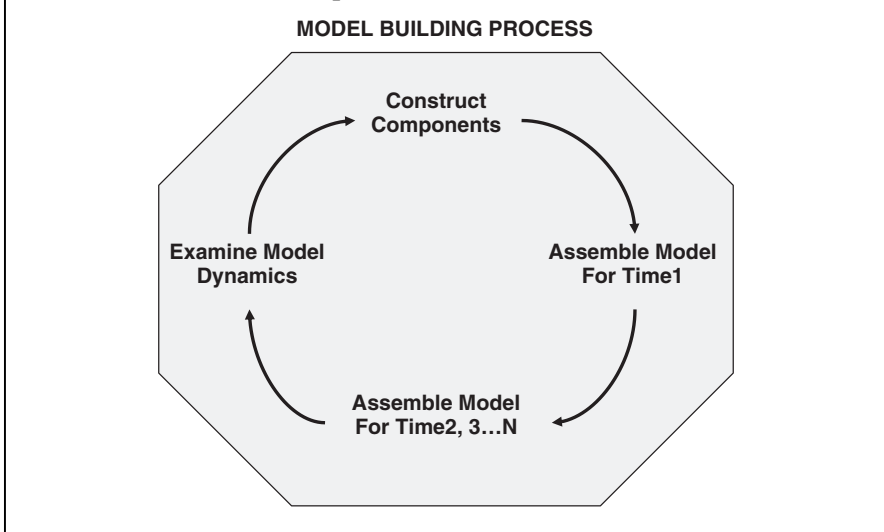 MODEL BUILDING PROCESS
Construct
Components
Assemble Model
For Time1
Assemble Model
For Time2, 3...N
Examine Model
Dynamics